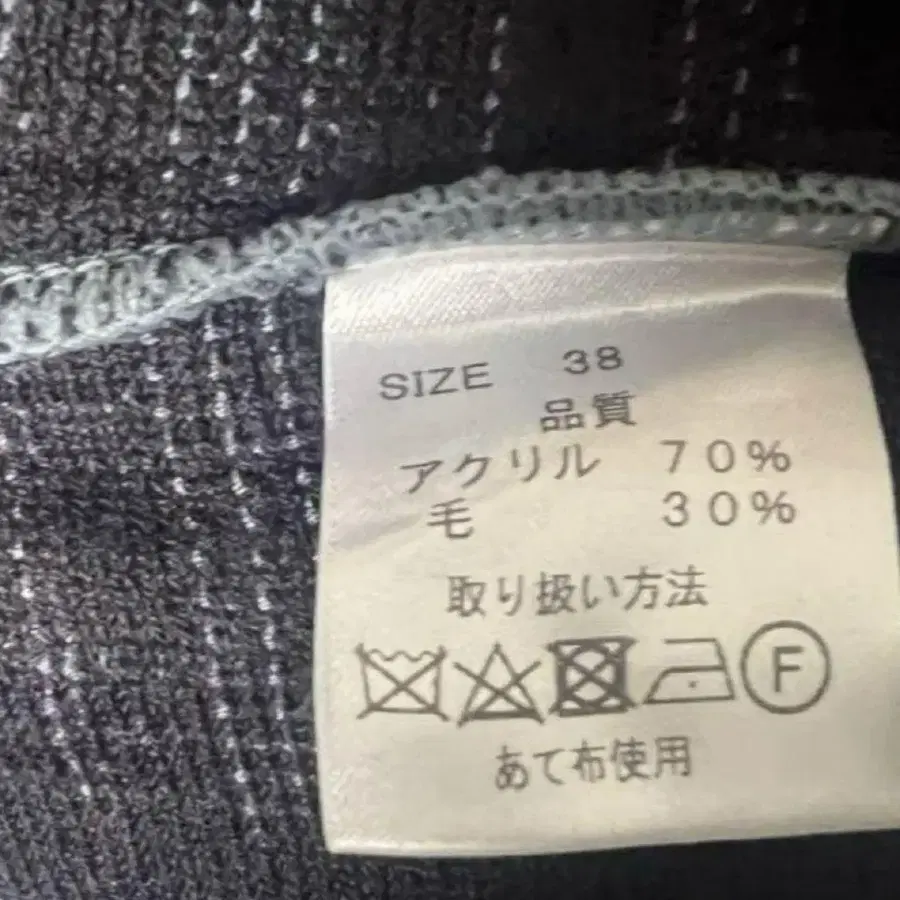 SIZE 38
品質
アクリル 70%
毛 30%
取り扱い方法
F
あて布使用